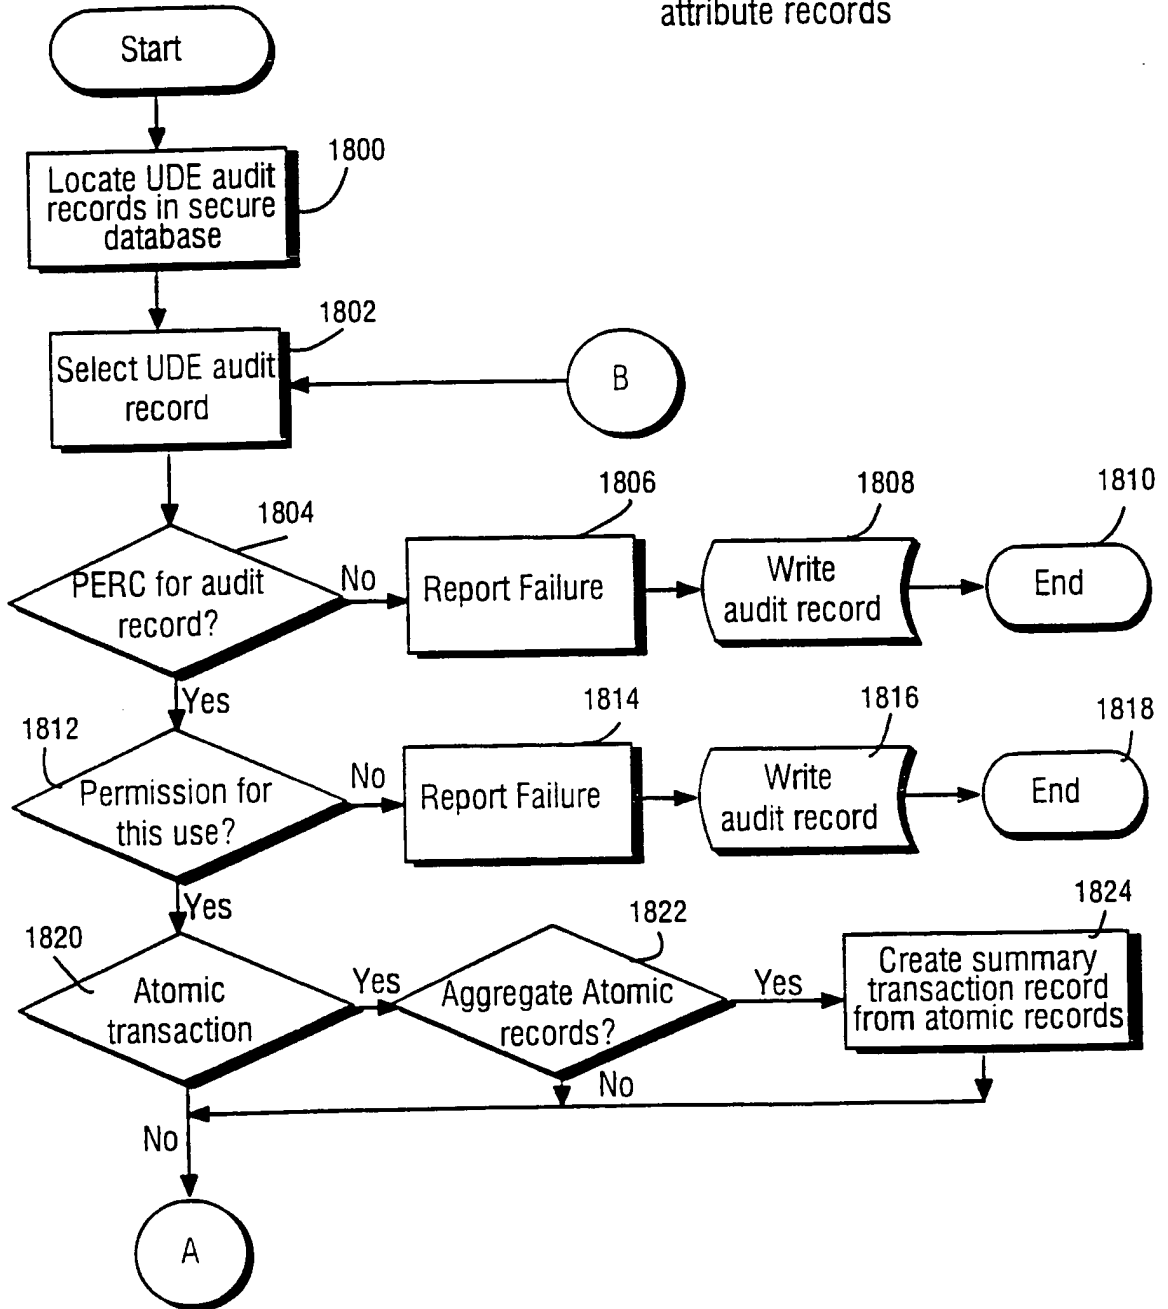 attribute records
Start
1800
Locate UDE audit
records in secure
database
1802
Select UDE audit
record
B
1804
PERC for audit
record?
No
1806
Report Failure
1808
Write
audit record
1810
End
Yes
1812
Permission for
this use?
No
1814
Report Failure
1816
Write
audit record
1818
End
Yes
1820
Atomic
transaction
Yes
1822
Aggregate Atomic
records?
Yes
1824
Create summary
transaction record
from atomic records
No
No
A